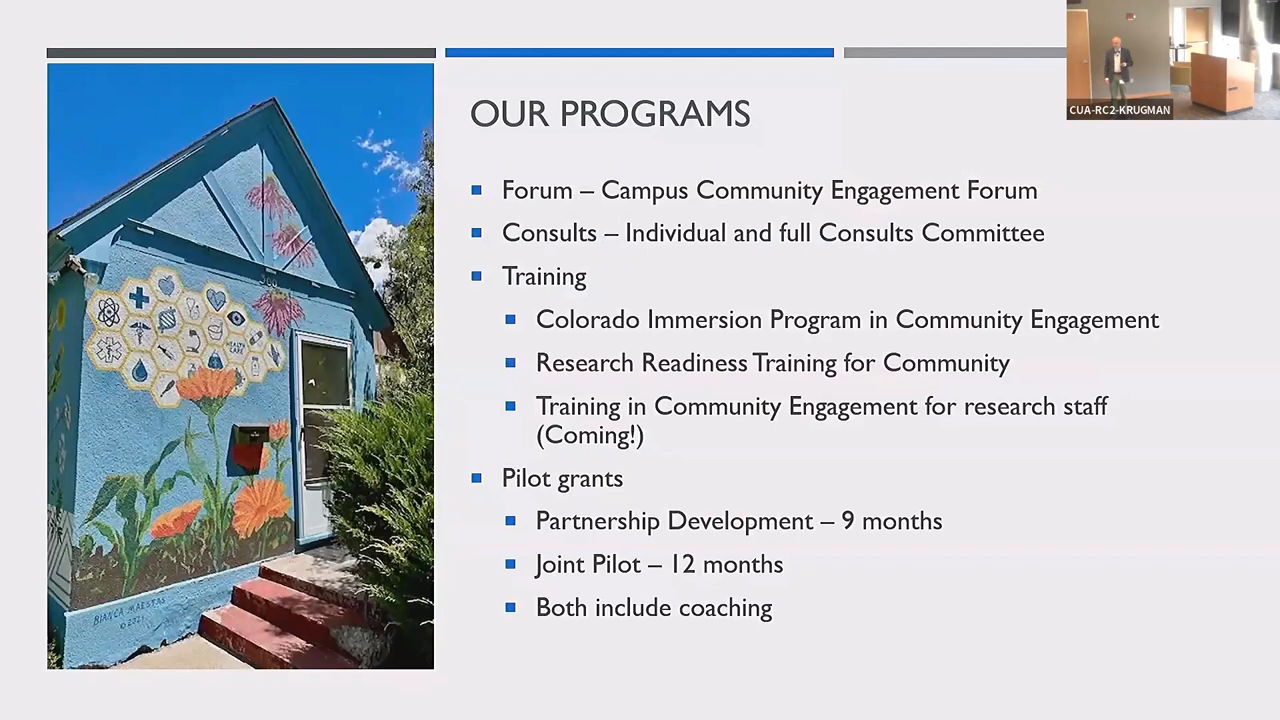 CUA-RC2-KRUGMAN
OUR PROGRAMS
Forum – Campus Community Engagement Forum
Consults – Individual and full Consults Committee
Training
Colorado Immersion Program in Community Engagement
Research Readiness Training for Community
Training in Community Engagement for research staff
(Coming!)
Pilot grants
Partnership Development – 9 months
Joint Pilot – 12 months
Both include coaching
HEALTH
CARE
BIANCA MAESTAS
© 2021